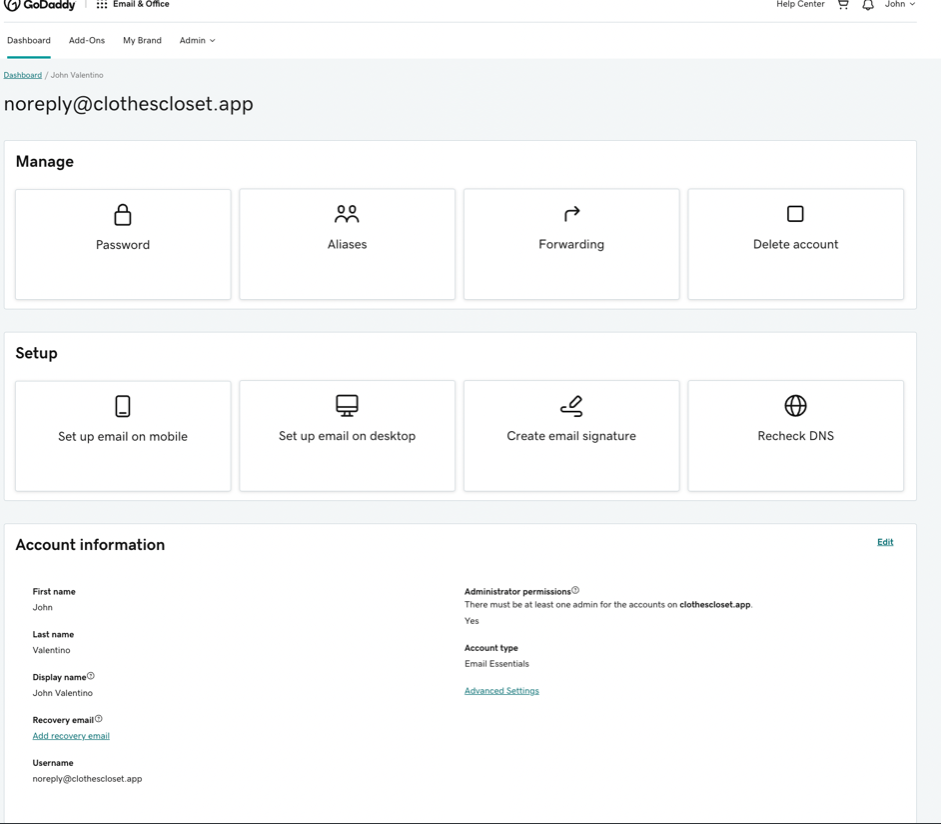 GoDaddy Email & Office Help Center John
Dashboard Add-Ons My Brand Admin
Dashboard / John Valentino
noreply@clothescloset.app
Manage
Password Aliases Forwarding Delete account
Setup
Set up email on mobile Set up email on desktop Create email signature Recheck DNS
Account information Edit
First name
John
Last name
Valentino
Display name
John Valentino
Recovery email
Add recovery email
Username
noreply@clothescloset.app
Administrator permissions
There must be at least one admin for the accounts on clothescloset.app.
Yes
Account type
Email Essentials
Advanced Settings